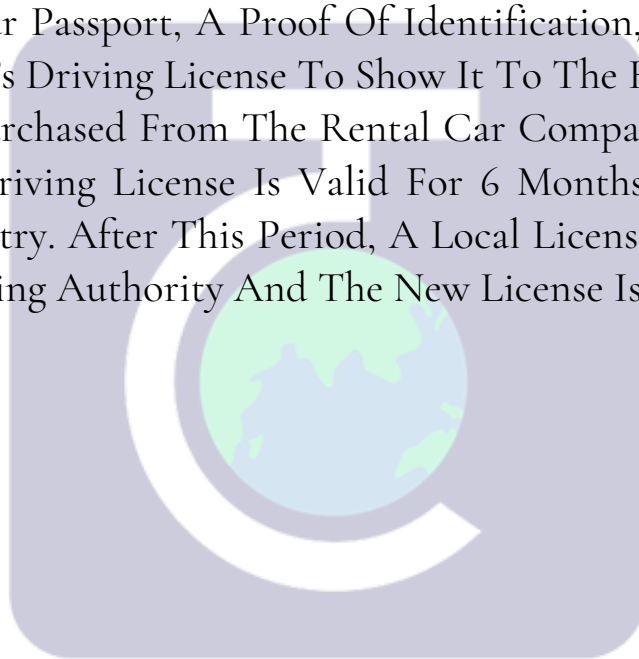 r Passport, A Proof Of Identification,
's Driving License To Show It To The
rchased From The Rental Car Compa
riving License Is Valid For 6 Months
try. After This Period, A Local Licens
ing Authority And The New License Is